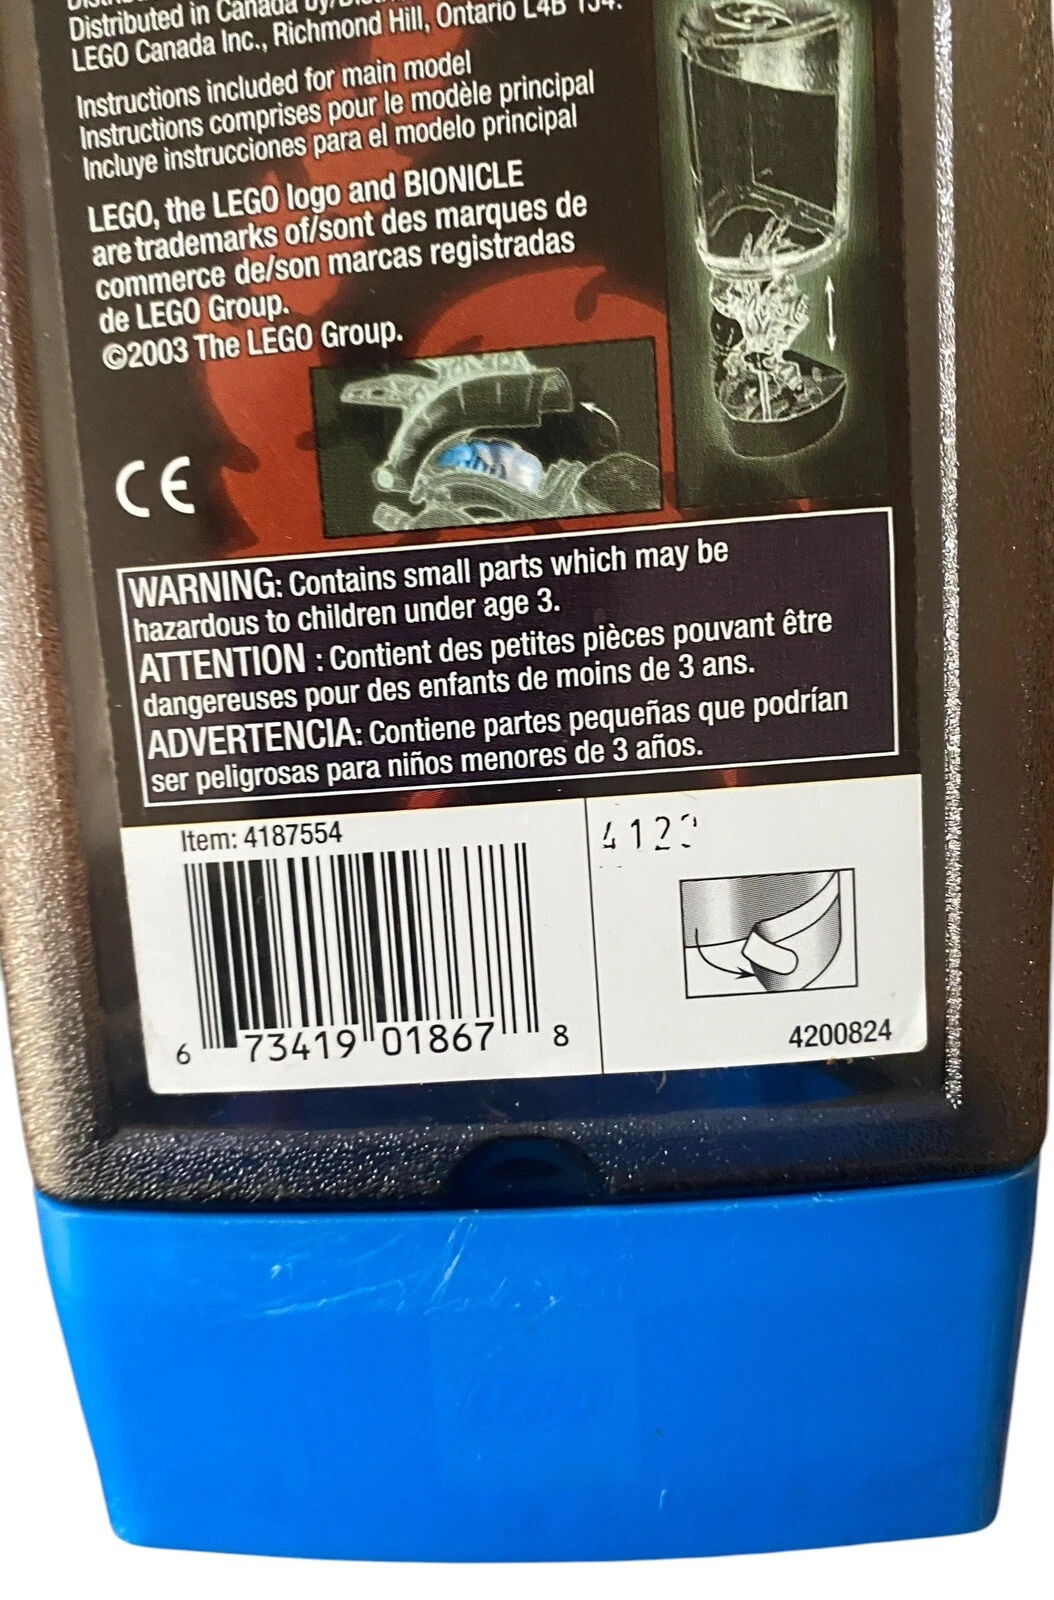 Distributed in Canada by/
LEGO Canada Inc., Richmond Hill, Ontario L4B 1J4.
Instructions included for main model
Instructions comprises pour le modèle principal
Incluye instrucciones para el modelo principal
LEGO, the LEGO logo and BIONICLE
are trademarks of/sont des marques de
commerce de/son marcas registradas
de LEGO Group.
©2003 The LEGO Group.
CE
WARNING: Contains small parts which may be
hazardous to children under age 3.
ATTENTION : Contient des petites pièces pouvant être
dangereuses pour des enfants de moins de 3 ans.
ADVERTENCIA: Contiene partes pequeñas que podrían
ser peligrosas para niños menores de 3 años.
Item: 4187554
6 73419 01867 8
4200824
LEGO